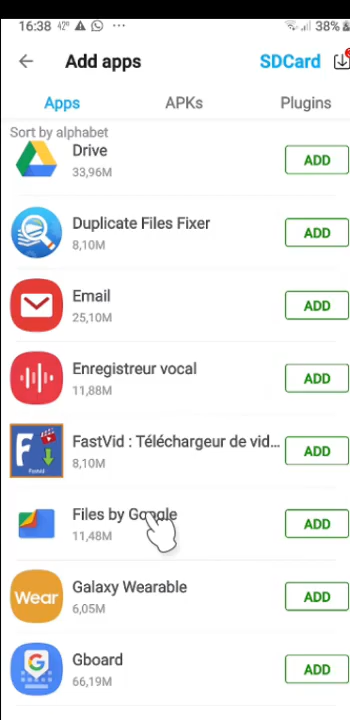 16:38 42° ...
38%
Add apps
SDCard
Apps
APKs
Plugins
Sort by alphabet
Drive
33,96M
ADD
Duplicate Files Fixer
8,10M
ADD
Email
25,10M
ADD
Enregistreur vocal
11,88M
ADD
FastVid : Téléchargeur de vid...
8,10M
ADD
F
Fastvid
Files by Google
11,48M
ADD
Wear
Galaxy Wearable
6,05M
ADD
G
Gboard
66,19M
ADD